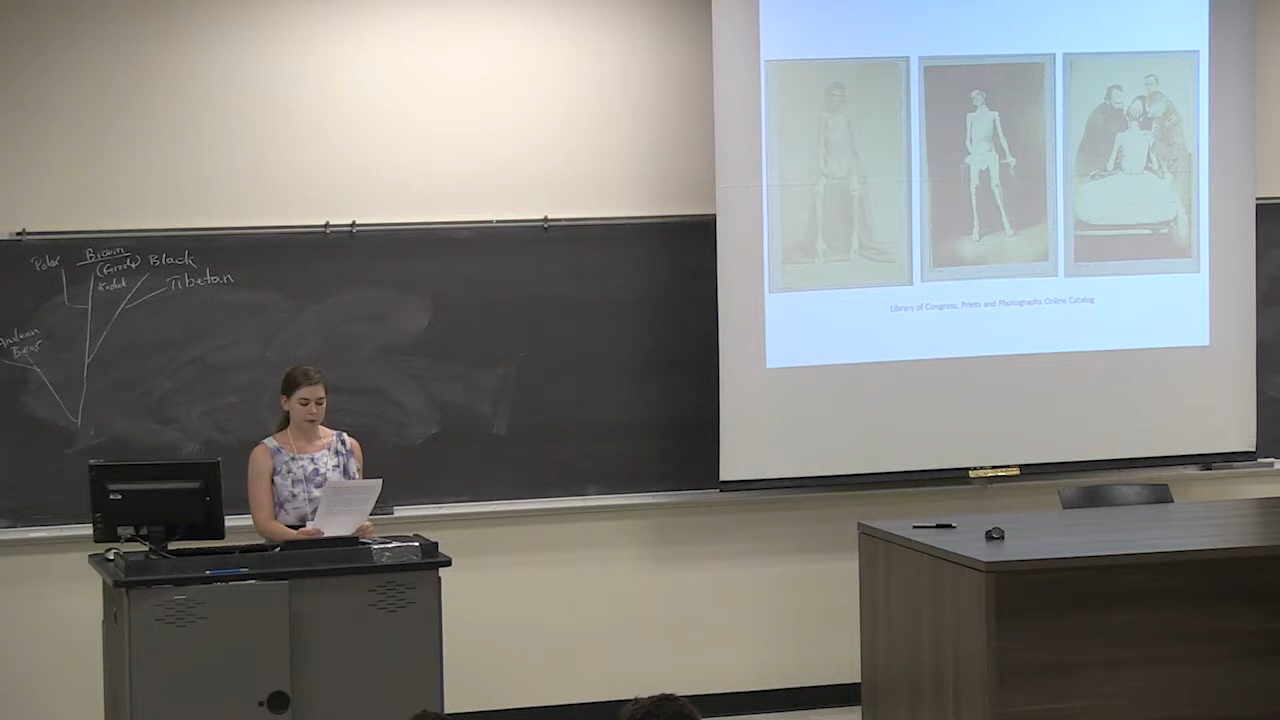 Polar
Brown
(Grizzly)
Kodiak
Black
Tibetan
Andean
Bear
Library of Congress, Prints and Photographs Online Catalog